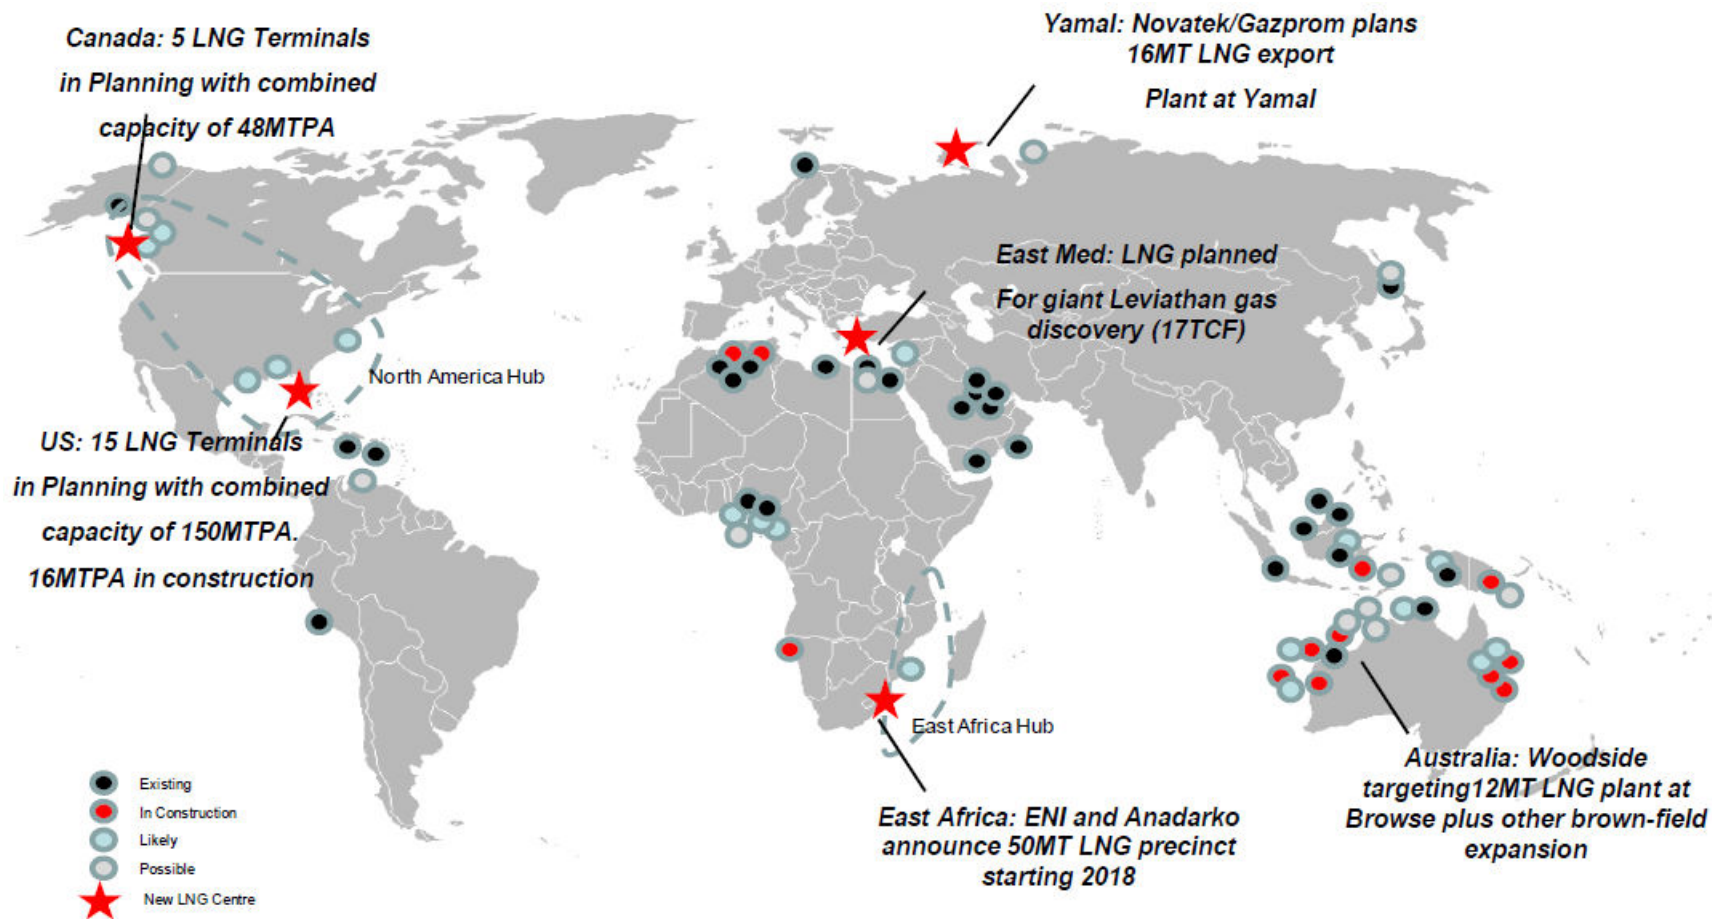 Canada: 5 LNG Terminals
in Planning with combined
capacity of 48MTPA
Yamal: Novatek/Gazprom plans
16MT LNG export
Plant at Yamal
East Med: LNG planned
For giant Leviathan gas
discovery (17TCF)
North America Hub
US: 15 LNG Terminals
in Planning with combined
capacity of 150MTPA.
16MTPA in construction
East Africa Hub
East Africa: ENI and Anadarko
announce 50MT LNG precinct
starting 2018
Australia: Woodside
targeting12MT LNG plant at
Browse plus other brown-field
expansion
Existing
In Construction
Likely
Possible
New LNG Centre